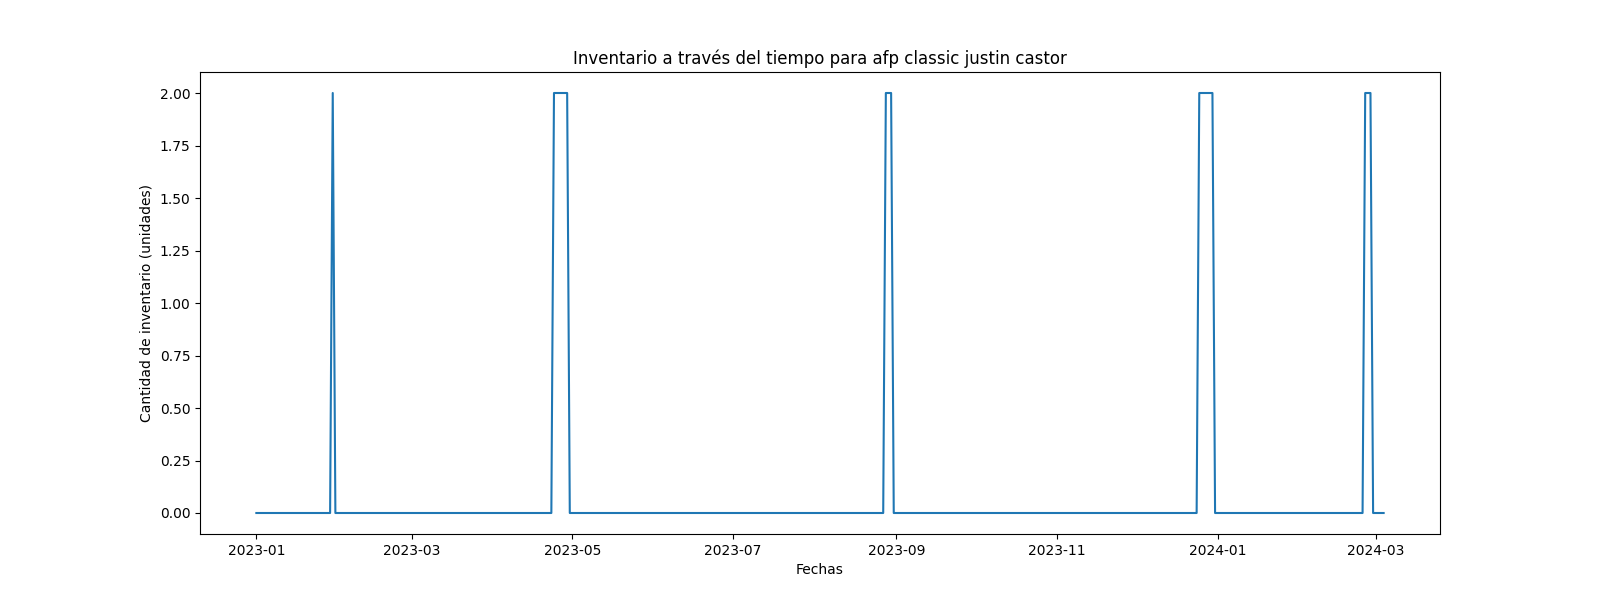 Inventario a través del tiempo para afp classic justin castor
Cantidad de inventario (unidades)
2.00
1.75
1.50
1.25
1.00
0.75
0.50
0.25
0.00
2023-01 2023-03 2023-05 2023-07 2023-09 2023-11 2024-01 2024-03
Fechas